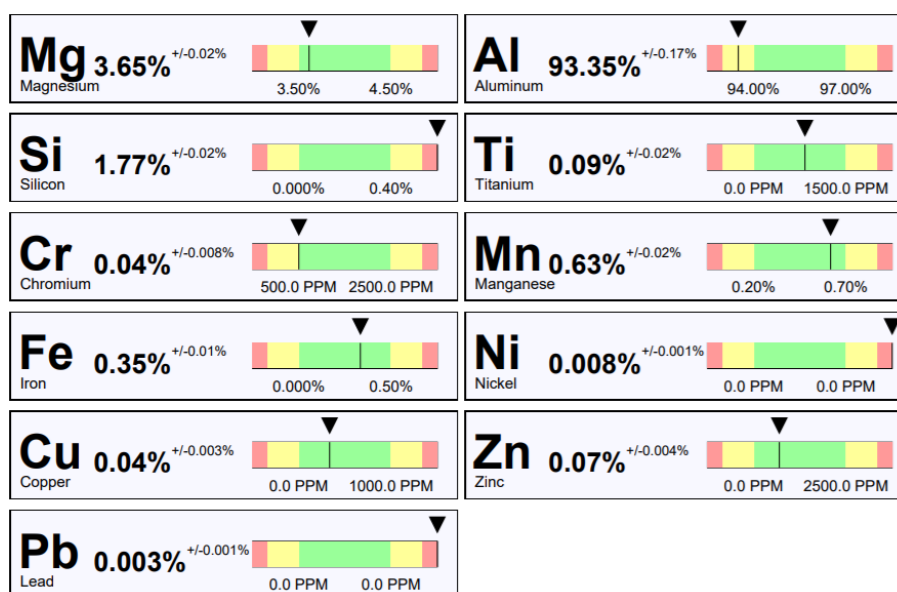 Mg 3.65% +/-0.02%
Magnesium
3.50% 4.50%
Al 93.35% +/-0.17%
Aluminum
94.00% 97.00%
Si 1.77% +/-0.02%
Silicon
0.000% 0.40%
Ti 0.09% +/-0.02%
Titanium
0.0 PPM 1500.0 PPM
Cr 0.04% +/-0.008%
Chromium
500.0 PPM 2500.0 PPM
Mn 0.63% +/-0.02%
Manganese
0.20% 0.70%
Fe 0.35% +/-0.01%
Iron
0.000% 0.50%
Ni 0.008% +/-0.001%
Nickel
0.0 PPM 0.0 PPM
Cu 0.04% +/-0.003%
Copper
0.0 PPM 1000.0 PPM
Zn 0.07% +/-0.004%
Zinc
0.0 PPM 2500.0 PPM
Pb 0.003% +/-0.001%
Lead
0.0 PPM 0.0 PPM